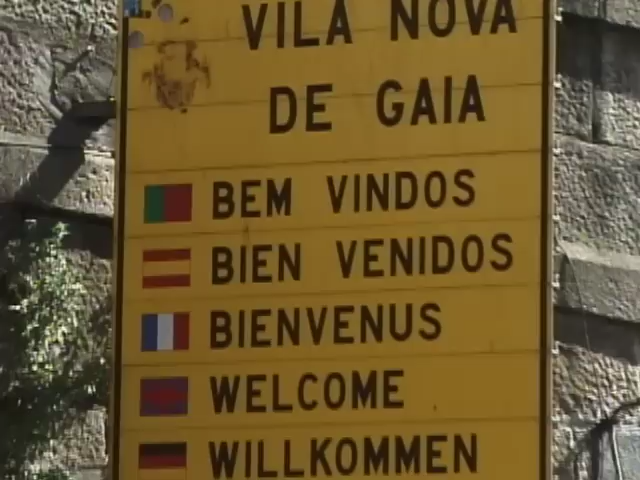 VILA NOVA
DE GAIA
BEM VINDOS
BIEN VENIDOS
BIENVENUS
WELCOME
WILLKOMMEN